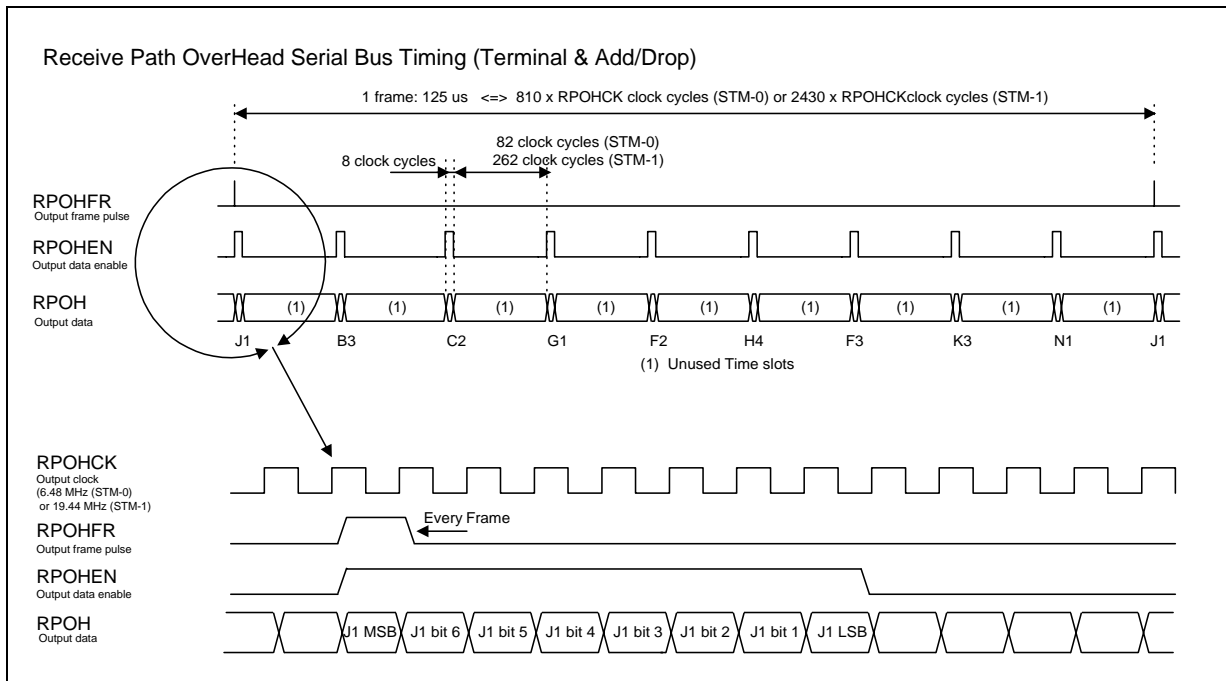 Receive Path OverHead Serial Bus Timing (Terminal & Add/Drop)
1 frame: 125 us <=> 810 x RPOHCK clock cycles (STM-0) or 2430 x RPOHCKclock cycles (STM-1)
82 clock cycles (STM-0)
8 clock cycles
262 clock cycles (STM-1)
RPOHFR
Output frame pulse
RPOHEN
Output data enable
RPOH
Output data
(1) (1) (1) (1) (1) (1) (1) (1) (1)
J1 B3 C2 G1 F2 H4 F3 K3 N1 J1
(1) Unused Time slots
RPOHCK
Output clock
(6.48 MHz (STM-0)
or 19.44 MHz (STM-1)
RPOHFR
Output frame pulse
Every Frame
RPOHEN
Output data enable
RPOH
Output data
J1 MSB J1 bit 6 J1 bit 5 J1 bit 4 J1 bit 3 J1 bit 2 J1 bit 1 J1 LSB